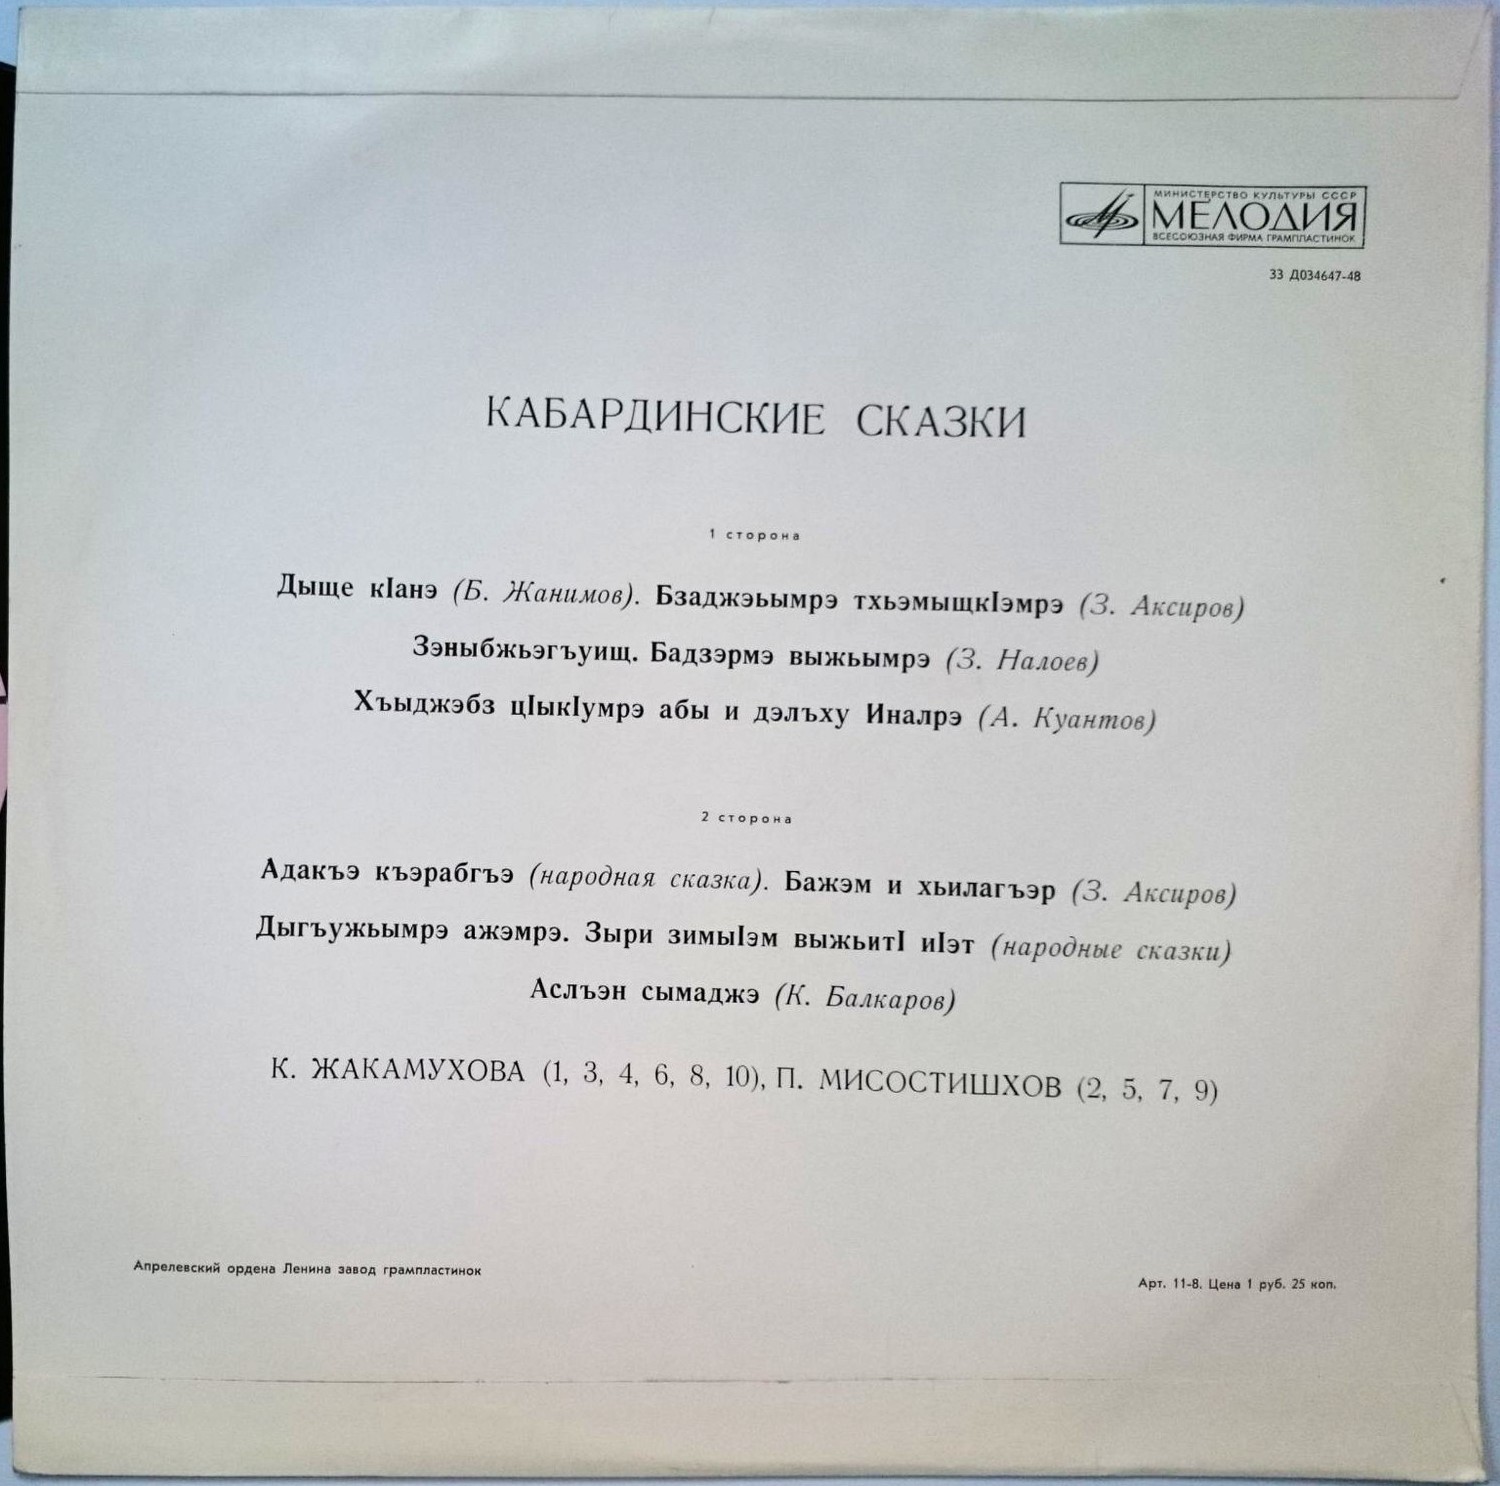 МИНИСТЕРСТВО КУЛЬТУРЫ СССР
МЕЛОДИЯ
ВСЕСОЮЗНАЯ ФИРМА ГРАМПЛАСТИНОК
33 Д034647-48
КАБАРДИНСКИЕ СКАЗКИ
1 сторона
Дыще кIанэ (Б. Жанимов). Бзаджэьымрэ тхьэмыщкIэмрэ (З. Аксиров)
Зэныбжьэгъуищ. Бадзэрмэ выжьымрэ (З. Налоев)
Хъыджэбз цIыкIумрэ абы и дэлъху Иналрэ (А. Куантов)
2 сторона
Адакъэ къэрабгъэ (народная сказка). Бажэм и хьилагъэр (З. Аксиров)
Дыгъужьымрэ ажэмрэ. Зыри зимыIэм выжьитI иIэт (народные сказки)
Аслъэн сымаджэ (К. Балкаров)
К. ЖАКАМУХОВА (1, 3, 4, 6, 8, 10), П. МИСОСТИШХОВ (2, 5, 7, 9)
Апрелевский ордена Ленина завод грампластинок
Арт. 11-8. Цена 1 руб. 25 коп.